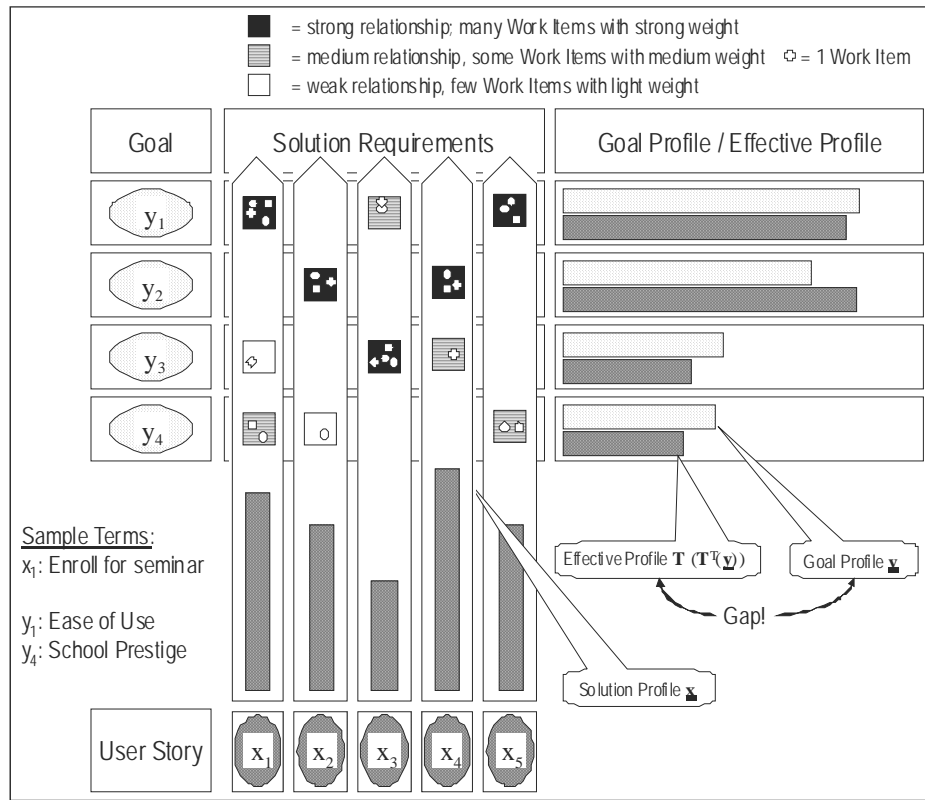 = strong relationship; many Work Items with strong weight
= medium relationship, some Work Items with medium weight = 1 Work Item
= weak relationship, few Work Items with light weight
Goal Solution Requirements Goal Profile / Effective Profile
y1
y2
y3
y4
Sample Terms:
x1: Enroll for seminar
y1: Ease of Use
y4: School Prestige
Effective Profile T (Tᵀ(y))
Goal Profile y
Gap!
Solution Profile x
User Story x1 x2 x3 x4 x5